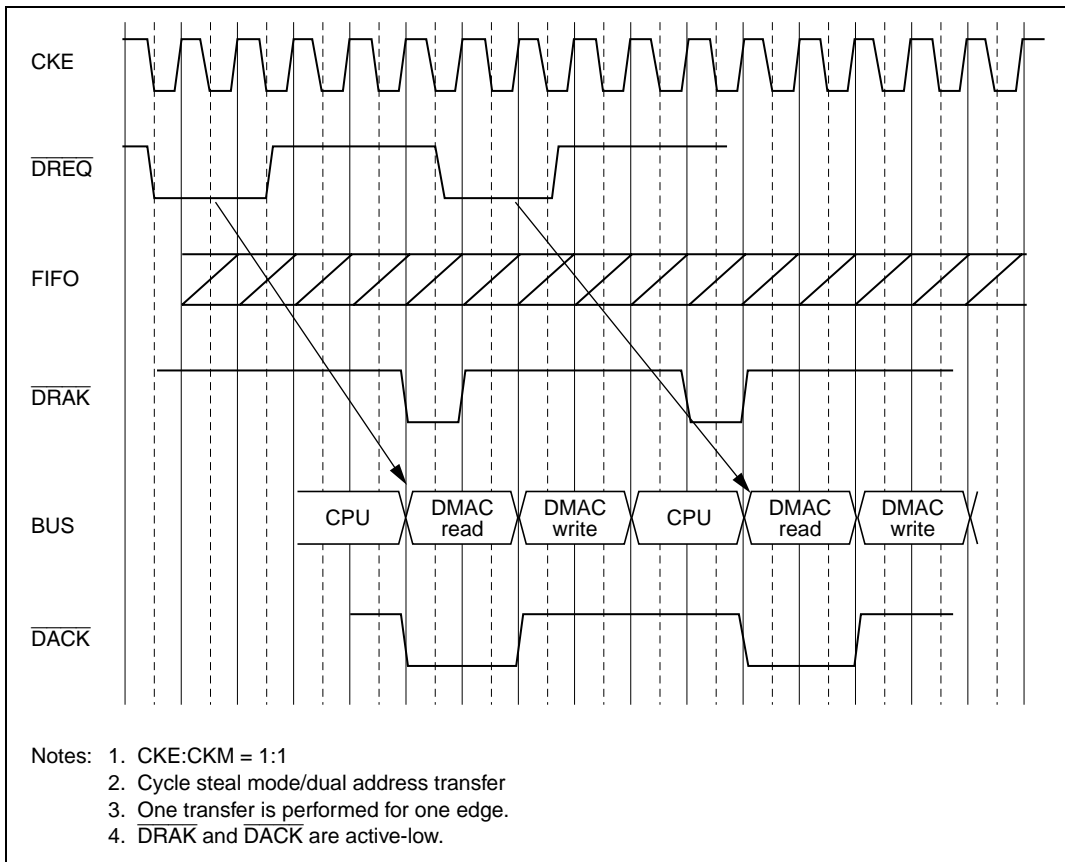 CKE
DREQ
FIFO
DRAK
BUS
CPU DMAC read DMAC write CPU DMAC read DMAC write
DACK
Notes: 1. CKE:CKM = 1:1
2. Cycle steal mode/dual address transfer
3. One transfer is performed for one edge.
4. DRAK and DACK are active-low.